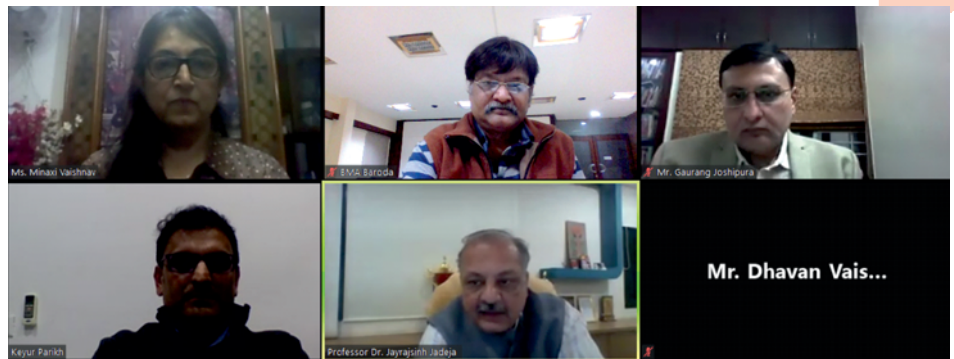 Ms. Minaxi Vaishnav
BMA Baroda
Mr. Gaurang Joshipura
Keyur Parikh
Professor Dr. Jayrajsinh Jadeja
Mr. Dhavan Vais...